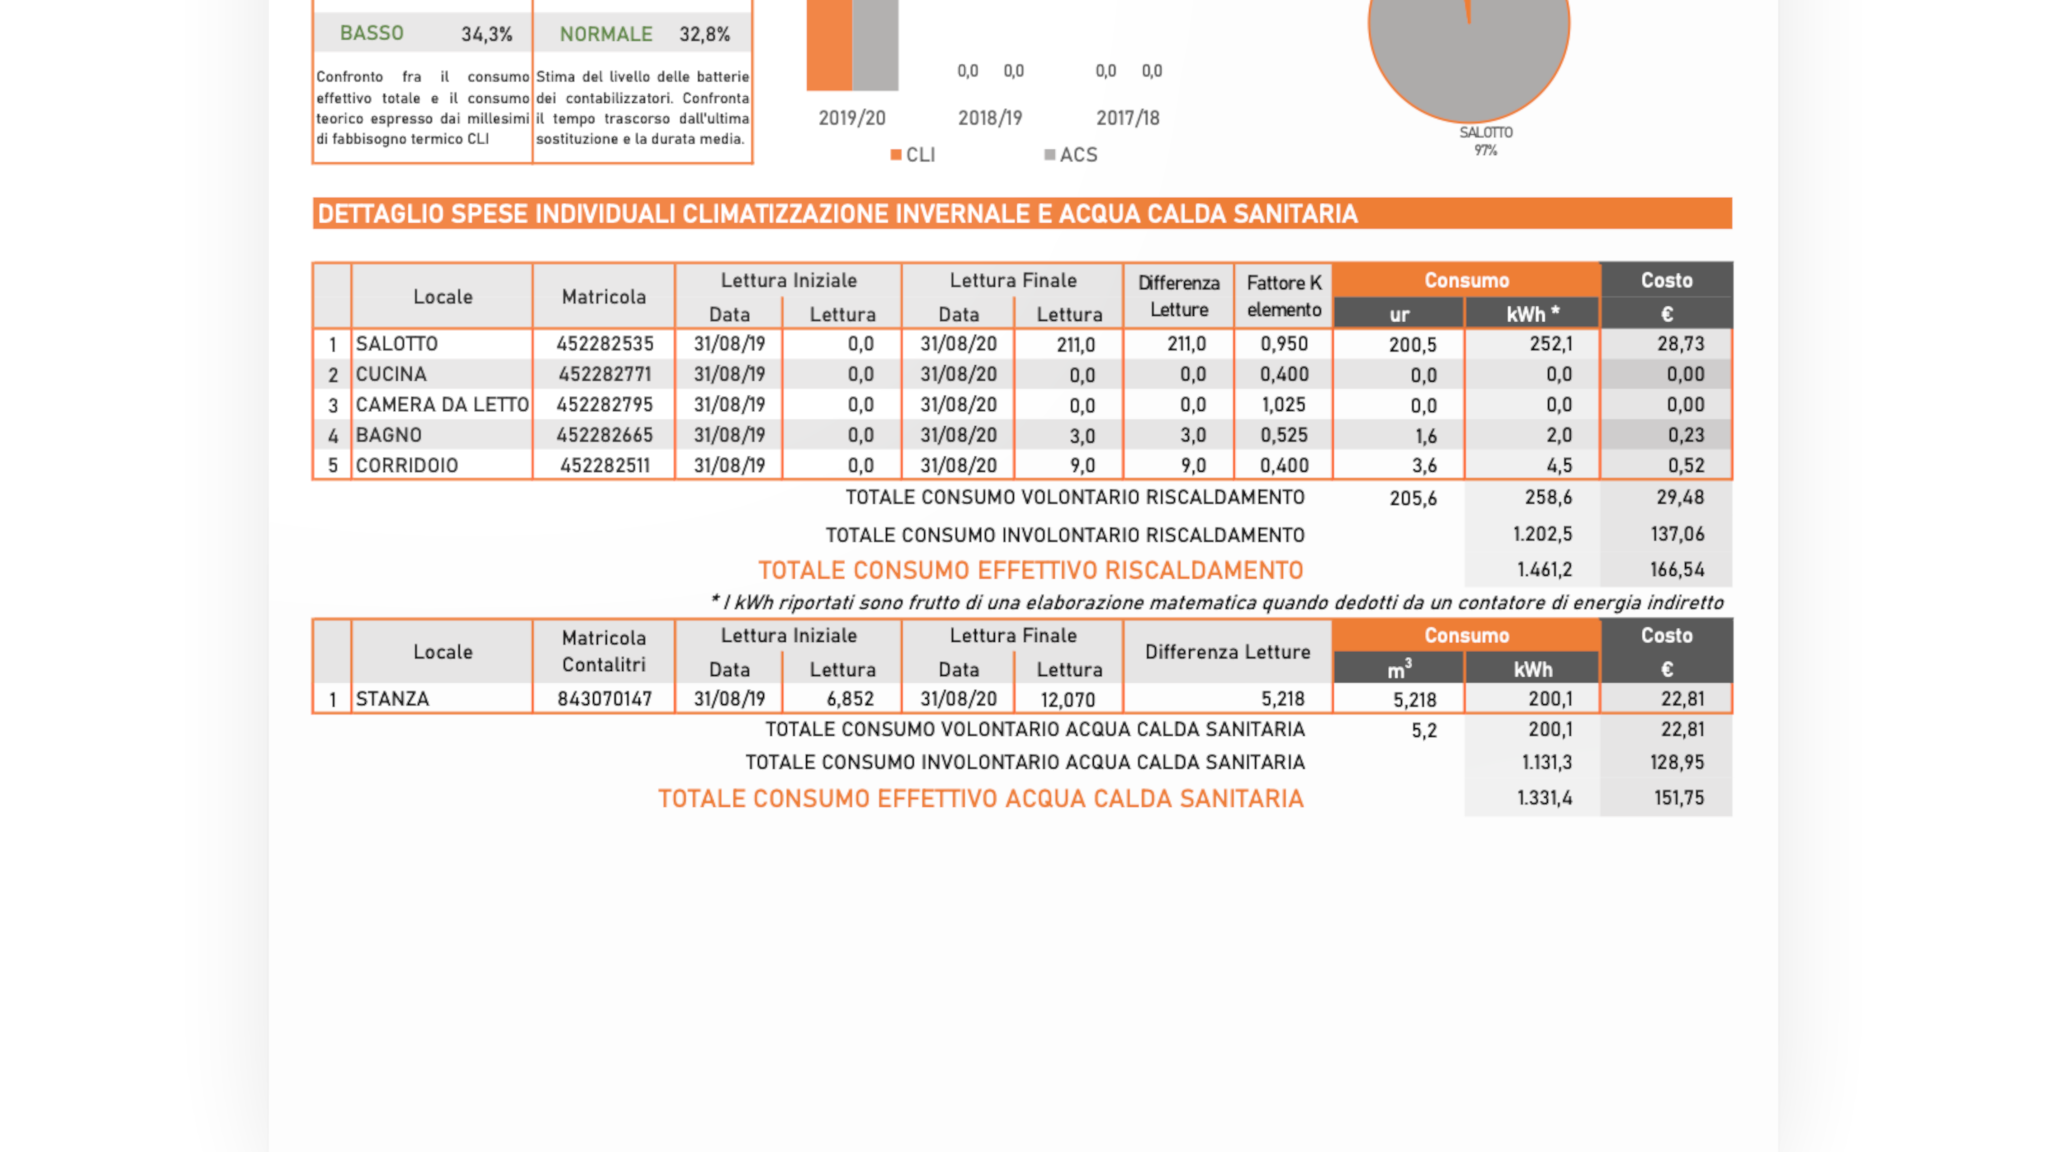 BASSO 34,3% NORMALE 32,8%
Confronto fra il consumo
effettivo totale e il consumo
teorico espresso dai millesimi
di fabbisogno termico CLI
Stima del livello delle batterie
dei contabilizzatori. Confronta
il tempo trascorso dall'ultima
sostituzione e la durata media.
0,0 0,0 0,0 0,0
2019/20 2018/19 2017/18
CLI ACS
SALOTTO
97%
DETTAGLIO SPESE INDIVIDUALI CLIMATIZZAZIONE INVERNALE E ACQUA CALDA SANITARIA
Locale Matricola Lettura Iniziale Lettura Finale Differenza Letture Fattore K elemento Consumo Costo
Data Lettura Data Lettura ur kWh * €
1 SALOTTO 452282535 31/08/19 0,0 31/08/20 211,0 211,0 0,950 200,5 252,1 28,73
2 CUCINA 452282771 31/08/19 0,0 31/08/20 0,0 0,0 0,400 0,0 0,0 0,00
3 CAMERA DA LETTO 452282795 31/08/19 0,0 31/08/20 0,0 0,0 1,025 0,0 0,0 0,00
4 BAGNO 452282665 31/08/19 0,0 31/08/20 3,0 3,0 0,525 1,6 2,0 0,23
5 CORRIDOIO 452282511 31/08/19 0,0 31/08/20 9,0 9,0 0,400 3,6 4,5 0,52
TOTALE CONSUMO VOLONTARIO RISCALDAMENTO 205,6 258,6 29,48
TOTALE CONSUMO INVOLONTARIO RISCALDAMENTO 1.202,5 137,06
TOTALE CONSUMO EFFETTIVO RISCALDAMENTO 1.461,2 166,54
* I kWh riportati sono frutto di una elaborazione matematica quando dedotti da un contatore di energia indiretto
Locale Matricola Contalitri Lettura Iniziale Lettura Finale Differenza Letture Consumo Costo
Data Lettura Data Lettura m³ kWh €
1 STANZA 843070147 31/08/19 6,852 31/08/20 12,070 5,218 5,218 200,1 22,81
TOTALE CONSUMO VOLONTARIO ACQUA CALDA SANITARIA 5,2 200,1 22,81
TOTALE CONSUMO INVOLONTARIO ACQUA CALDA SANITARIA 1.131,3 128,95
TOTALE CONSUMO EFFETTIVO ACQUA CALDA SANITARIA 1.331,4 151,75